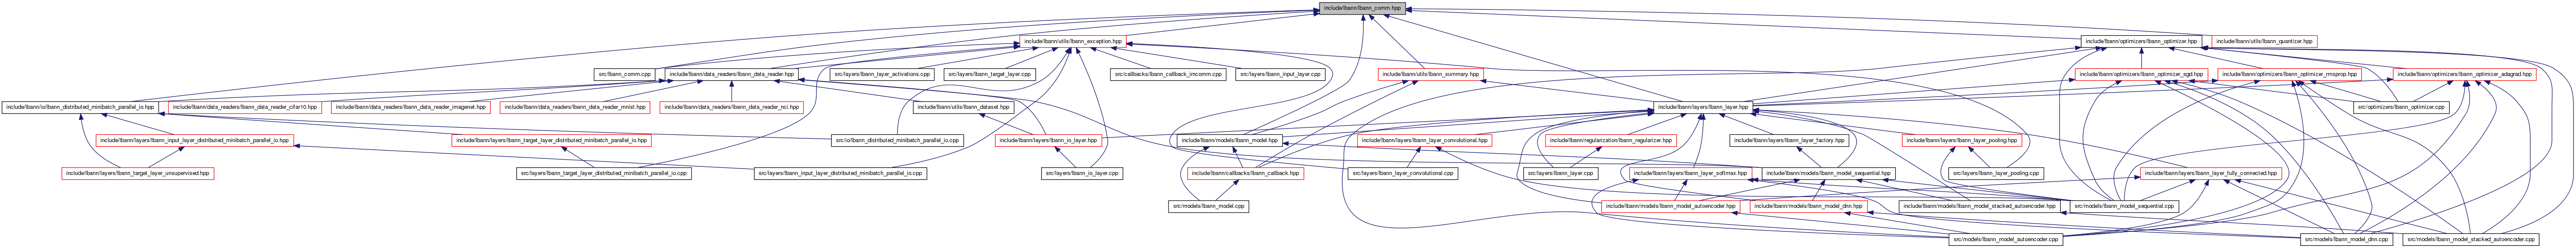 include/lbann/lbann_comm.hpp
include/lbann/utils/lbann_exception.hpp
include/lbann/optimizers/lbann_optimizer.hpp
include/lbann/utils/lbann_quantizer.hpp
src/lbann_comm.cpp
include/lbann/data_readers/lbann_data_reader.hpp
src/layers/lbann_layer_activations.cpp
src/layers/lbann_target_layer.cpp
src/callbacks/lbann_callback_imcomm.cpp
src/layers/lbann_input_layer.cpp
include/lbann/utils/lbann_summary.hpp
include/lbann/optimizers/lbann_optimizer_sgd.hpp
include/lbann/optimizers/lbann_optimizer_rmsprop.hpp
include/lbann/optimizers/lbann_optimizer_adagrad.hpp
include/lbann/io/lbann_distributed_minibatch_parallel_io.hpp
include/lbann/data_readers/lbann_data_reader_cifar10.hpp
include/lbann/data_readers/lbann_data_reader_imagenet.hpp
include/lbann/data_readers/lbann_data_reader_mnist.hpp
include/lbann/data_readers/lbann_data_reader_nci.hpp
include/lbann/utils/lbann_dataset.hpp
include/lbann/layers/lbann_layer.hpp
src/optimizers/lbann_optimizer.cpp
include/lbann/layers/lbann_input_layer_distributed_minibatch_parallel_io.hpp
include/lbann/layers/lbann_target_layer_distributed_minibatch_parallel_io.hpp
src/io/lbann_distributed_minibatch_parallel_io.cpp
include/lbann/layers/lbann_io_layer.hpp
include/lbann/models/lbann_model.hpp
include/lbann/layers/lbann_layer_convolutional.hpp
include/lbann/regularization/lbann_regularizer.hpp
include/lbann/layers/lbann_layer_factory.hpp
include/lbann/layers/lbann_layer_pooling.hpp
include/lbann/layers/lbann_target_layer_unsupervised.hpp
src/layers/lbann_target_layer_distributed_minibatch_parallel_io.cpp
src/layers/lbann_input_layer_distributed_minibatch_parallel_io.cpp
src/layers/lbann_io_layer.cpp
include/lbann/callbacks/lbann_callback.hpp
src/layers/lbann_layer_convolutional.cpp
src/layers/lbann_layer.cpp
include/lbann/layers/lbann_layer_softmax.hpp
include/lbann/models/lbann_model_sequential.hpp
src/layers/lbann_layer_pooling.cpp
include/lbann/layers/lbann_layer_fully_connected.hpp
src/models/lbann_model.cpp
include/lbann/models/lbann_model_autoencoder.hpp
include/lbann/models/lbann_model_dnn.hpp
include/lbann/models/lbann_model_stacked_autoencoder.hpp
src/models/lbann_model_sequential.cpp
src/models/lbann_model_autoencoder.cpp
src/models/lbann_model_dnn.cpp
src/models/lbann_model_stacked_autoencoder.cpp